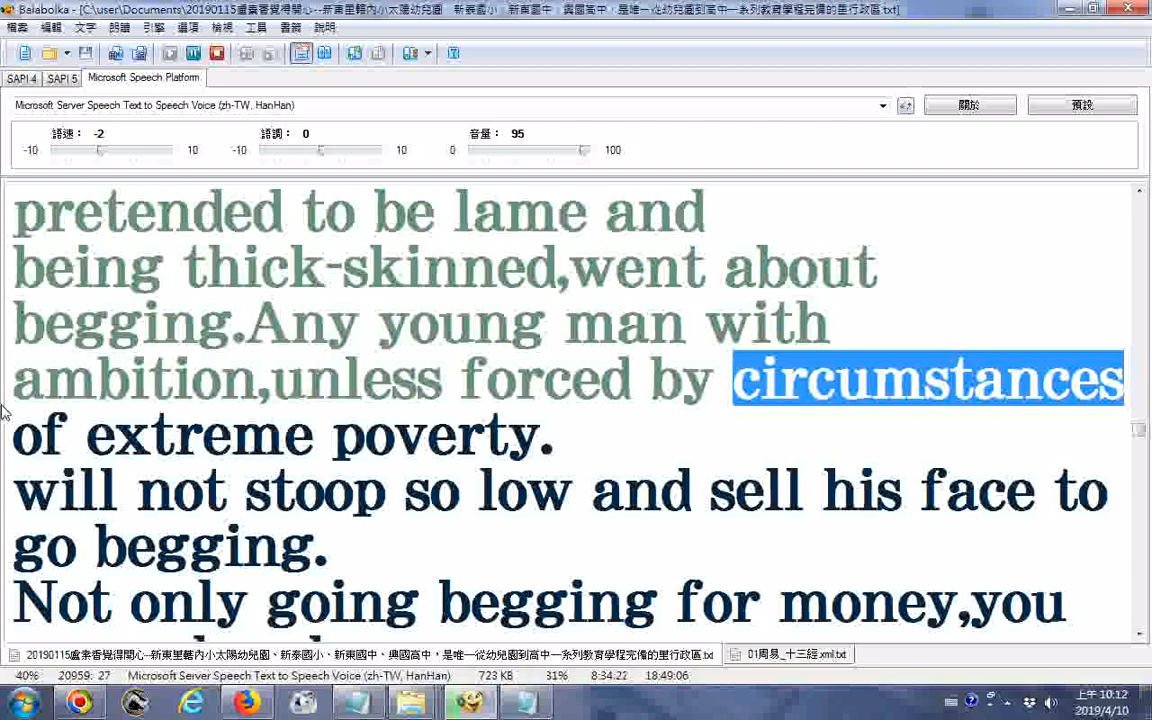 Balabolka - [C:\user\Documents\20190115盧素香覺得開心--新東里轄內小太陽幼兒園、新泰國小、新東國中、興國高中，是唯一從幼兒園到高中一系列教育學程完備的里行政區.txt]
檔案 編輯 文字 朗讀 引擎 選項 檢視 工具 書籤 說明
SAPI 4 SAPI 5 Microsoft Speech Platform
Microsoft Server Speech Text to Speech Voice (zh-TW, HanHan) 關於 預設
語速： -2 語調： 0 音量： 95
-10 10 -10 10 0 100
pretended to be lame and
being thick-skinned,went about
begging.Any young man with
ambition,unless forced by circumstances
of extreme poverty.
will not stoop so low and sell his face to
go begging.
Not only going begging for money,you
20190115盧素香覺得開心--新東里轄內小太陽幼兒園、新泰國小、新東國中、興國高中，是唯一從幼兒園到高中一系列教育學程完備的里行政區.txt 01周易_十三經.xml.txt
40% 20959: 27 Microsoft Server Speech Text to Speech Voice (zh-TW, HanHan) 723 KB 31% 8:34.22 18:49:06
上午 10:12
2019/4/10